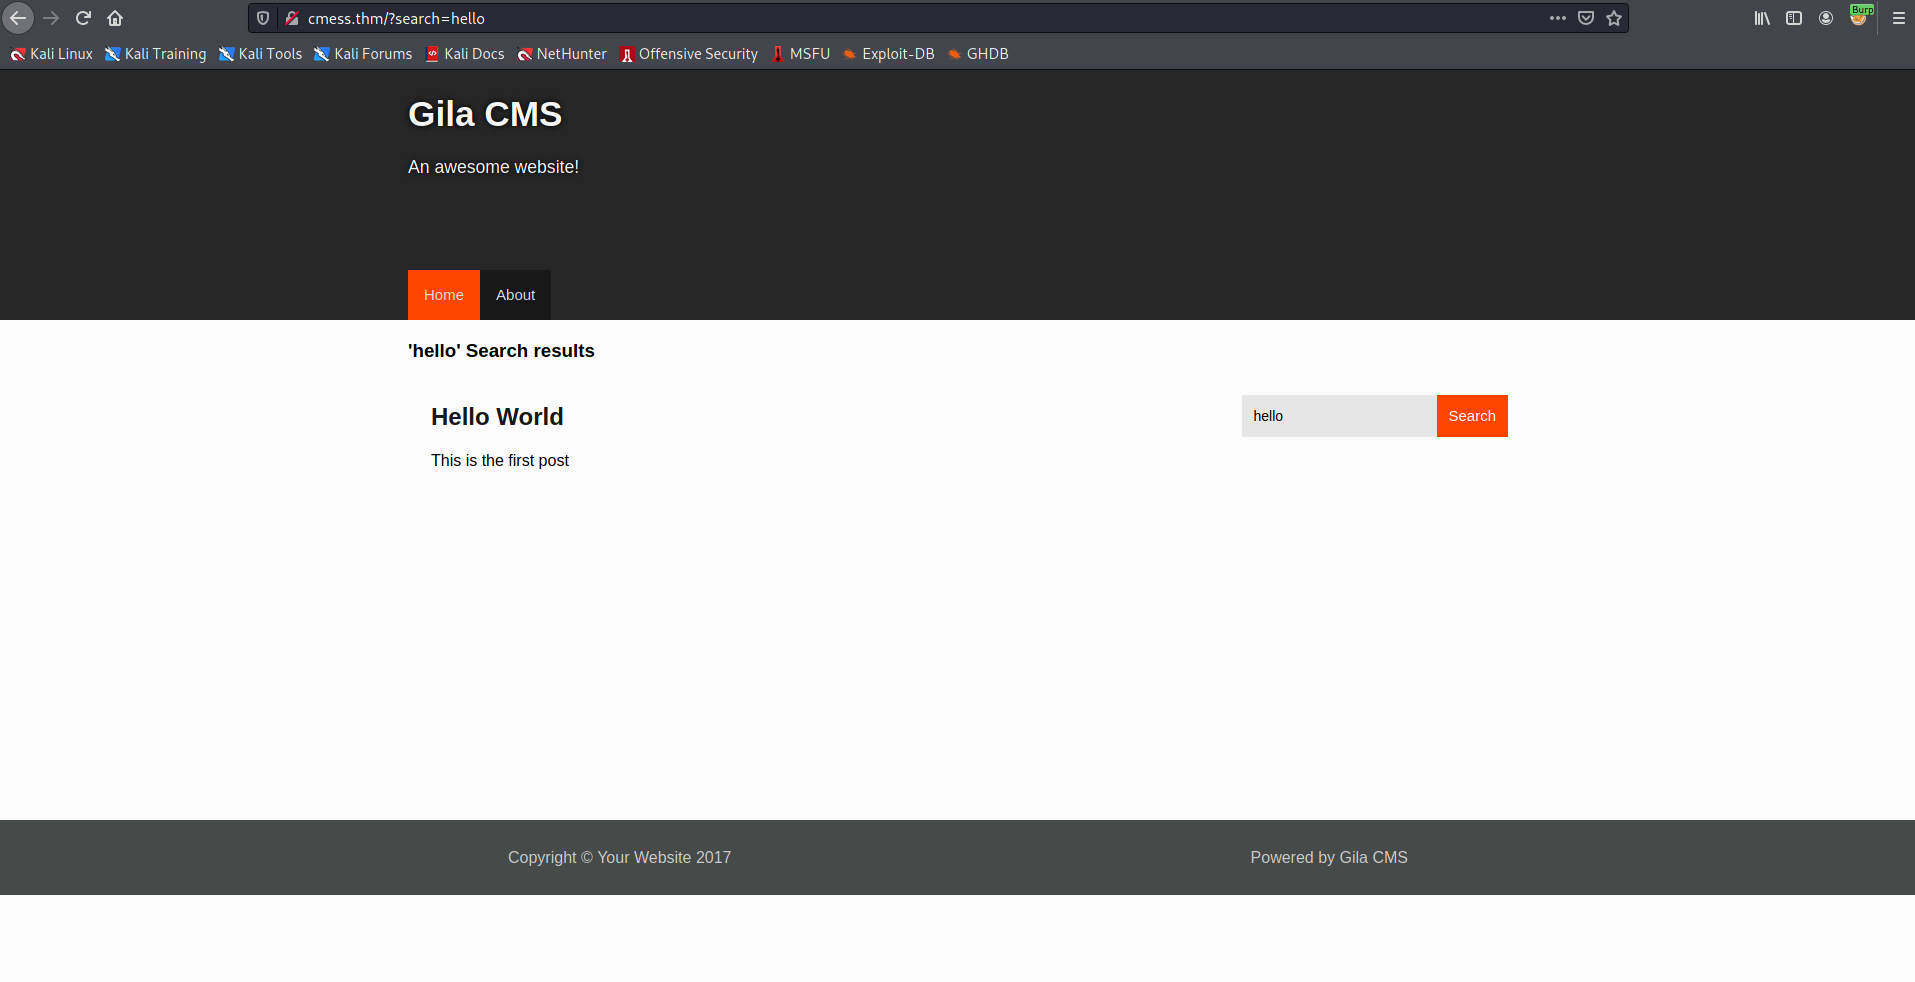 cmess.thm/?search=hello
Burp
Kali Linux Kali Training Kali Tools Kali Forums Kali Docs NetHunter Offensive Security MSFU Exploit-DB GHDB
Gila CMS
An awesome website!
Home About
'hello' Search results
Hello World
hello Search
This is the first post
Copyright © Your Website 2017 Powered by Gila CMS